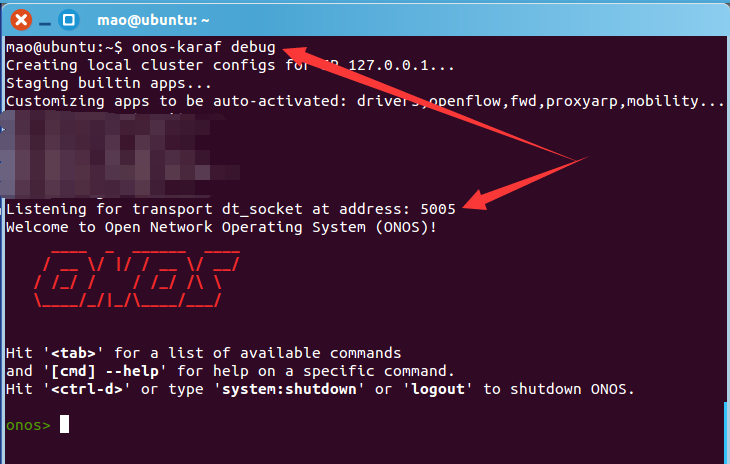 mao@ubuntu: ~
mao@ubuntu:~$ onos-karaf debug
Creating local cluster configs for IP 127.0.0.1...
Staging builtin apps...
Customizing apps to be auto-activated: drivers,openflow,fwd,proxyarp,mobility...
Listening for transport dt_socket at address: 5005
Welcome to Open Network Operating System (ONOS)!
Hit '<tab>' for a list of available commands
and '[cmd] --help' for help on a specific command.
Hit '<ctrl-d>' or type 'system:shutdown' or 'logout' to shutdown ONOS.
onos>